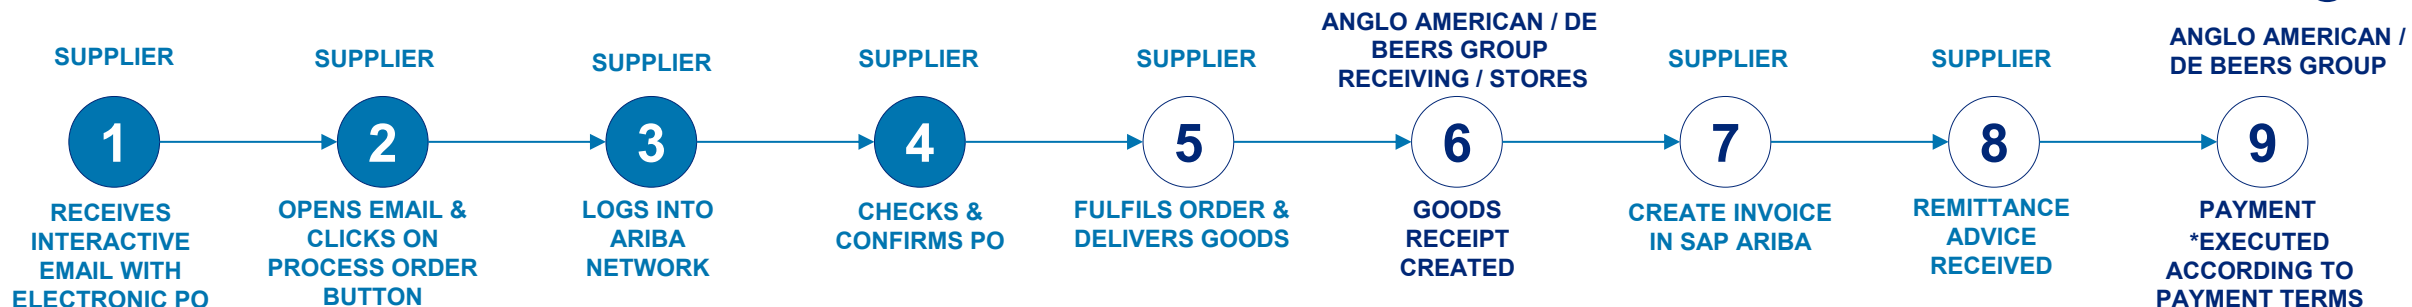 SUPPLIER
1
RECEIVES
INTERACTIVE
EMAIL WITH
ELECTRONIC PO
SUPPLIER
2
OPENS EMAIL &
CLICKS ON
PROCESS ORDER
BUTTON
SUPPLIER
3
LOGS INTO
ARIBA
NETWORK
SUPPLIER
4
CHECKS &
CONFIRMS PO
SUPPLIER
5
FULFILS ORDER &
DELIVERS GOODS
ANGLO AMERICAN / DE
BEERS GROUP
RECEIVING / STORES
6
GOODS
RECEIPT
CREATED
SUPPLIER
7
CREATE INVOICE
IN SAP ARIBA
SUPPLIER
8
REMITTANCE
ADVICE
RECEIVED
ANGLO AMERICAN /
DE BEERS GROUP
9
PAYMENT
*EXECUTED
ACCORDING TO
PAYMENT TERMS